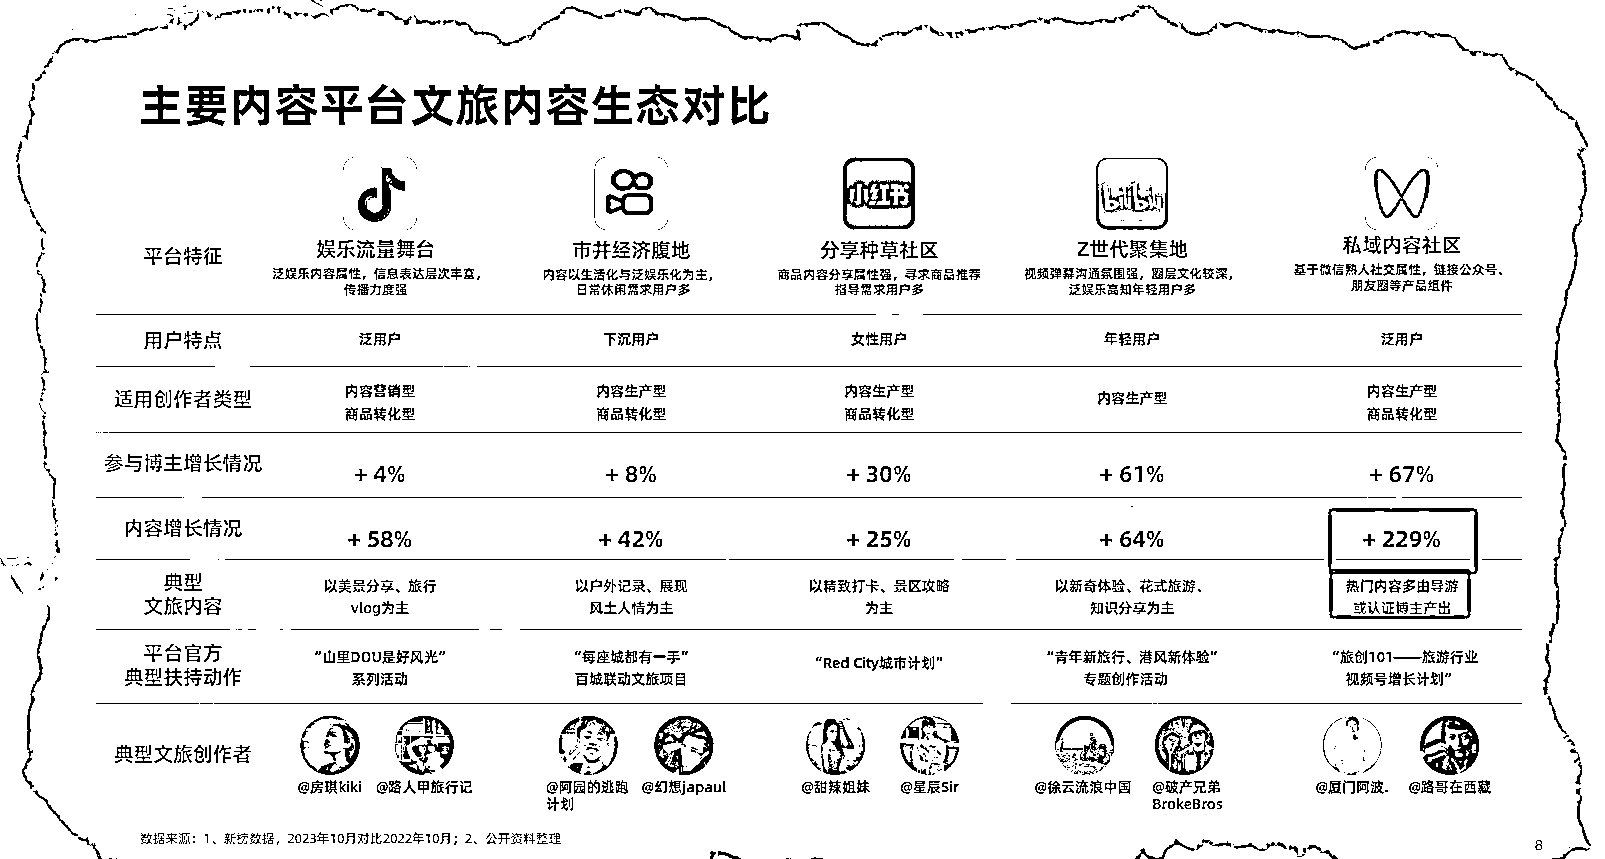 主要内容平台文旅内容生态对比
小红书
bilibili
平台特征
娱乐流量舞台
泛娱乐内容属性，信息表达层次丰富，
传播力度强
市井经济腹地
内容以生活化与泛娱乐化为主，
日常休闲需求用户多
分享种草社区
商品内容分享属性强，寻求商品推荐
指导需求用户多
Z世代聚集地
视频弹幕沟通氛围强，圈层文化较深，
泛娱乐高知年轻用户多
私域内容社区
基于微信熟人社交属性，链接公众号、
朋友圈等产品组件
用户特点
泛用户
下沉用户
女性用户
年轻用户
泛用户
适用创作者类型
内容营销型
商品转化型
内容生产型
商品转化型
内容生产型
商品转化型
内容生产型
内容生产型
商品转化型
参与博主增长情况
+ 4%
+ 8%
+ 30%
+ 61%
+ 67%
内容增长情况
+ 58%
+ 42%
+ 25%
+ 64%
+ 229%
典型
文旅内容
以美景分享、旅行
vlog为主
以户外记录、展现
风土人情为主
以精致打卡、景区攻略
为主
以新奇体验、花式旅游、
知识分享为主
热门内容多由导游
或认证博主产出
平台官方
典型扶持动作
“山里DOU是好风光”
系列活动
“每座城都有一手”
百城联动文旅项目
“Red City城市计划”
“青年新旅行、港风新体验”
专题创作活动
“旅创101——旅游行业
视频号增长计划”
典型文旅创作者
@房琪kiki
@路人甲旅行记
@阿园的逃跑
计划
@幻想japaul
@甜辣姐妹
@星辰Sir
@徐云流浪中国
@破产兄弟
BrokeBros
@厦门阿波.
@路哥在西藏
数据来源：1、新榜数据，2023年10月对比2022年10月；2、公开资料整理
8